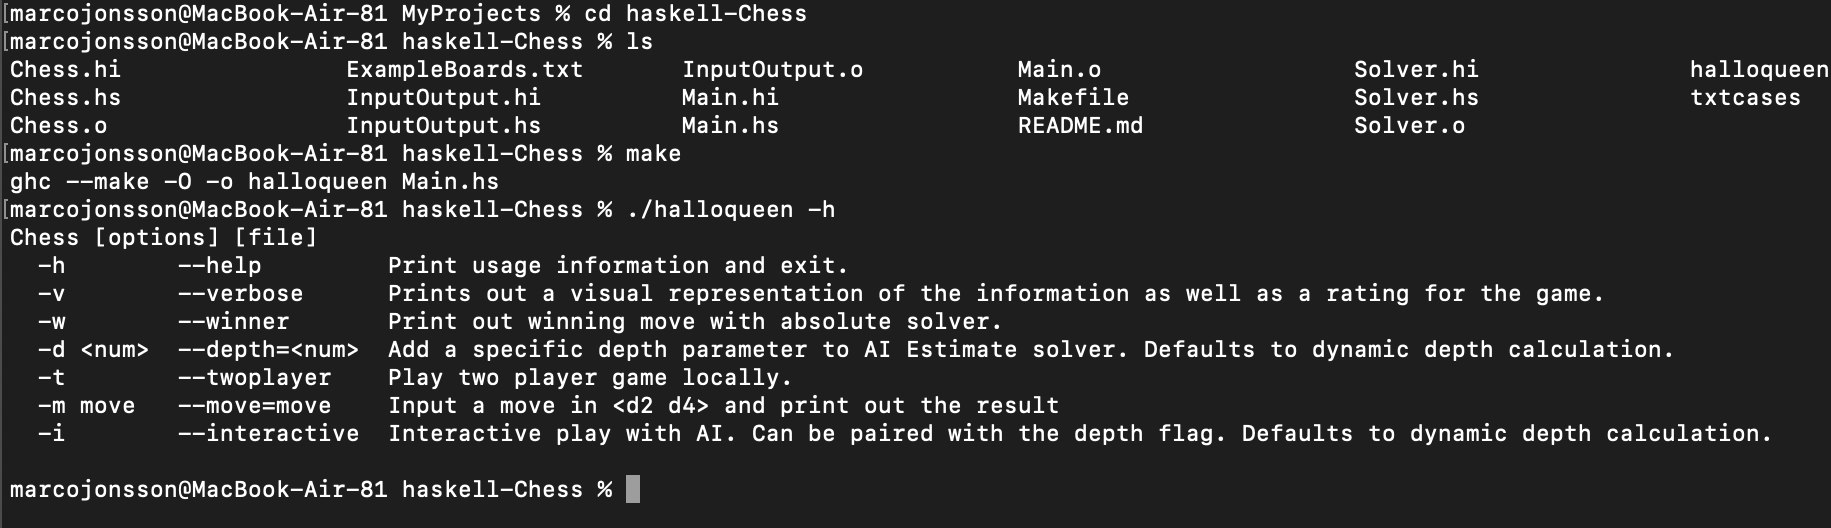 [marcojonsson@MacBook-Air-81 MyProjects % cd haskell-Chess
[marcojonsson@MacBook-Air-81 haskell-Chess % ls
Chess.hi                ExampleBoards.txt       InputOutput.o           Main.o                  Solver.hi               halloqueen
Chess.hs                InputOutput.hi          Main.hi                 Makefile                Solver.hs               txtcases
Chess.o                 InputOutput.hs          Main.hs                 README.md               Solver.o
[marcojonsson@MacBook-Air-81 haskell-Chess % make
ghc --make -O -o halloqueen Main.hs
[marcojonsson@MacBook-Air-81 haskell-Chess % ./halloqueen -h
Chess [options] [file]
  -h        --help         Print usage information and exit.
  -v        --verbose      Prints out a visual representation of the information as well as a rating for the game.
  -w        --winner       Print out winning move with absolute solver.
  -d <num>  --depth=<num>  Add a specific depth parameter to AI Estimate solver. Defaults to dynamic depth calculation.
  -t        --twoplayer    Play two player game locally.
  -m move   --move=move    Input a move in <d2 d4> and print out the result
  -i        --interactive  Interactive play with AI. Can be paired with the depth flag. Defaults to dynamic depth calculation.
marcojonsson@MacBook-Air-81 haskell-Chess %